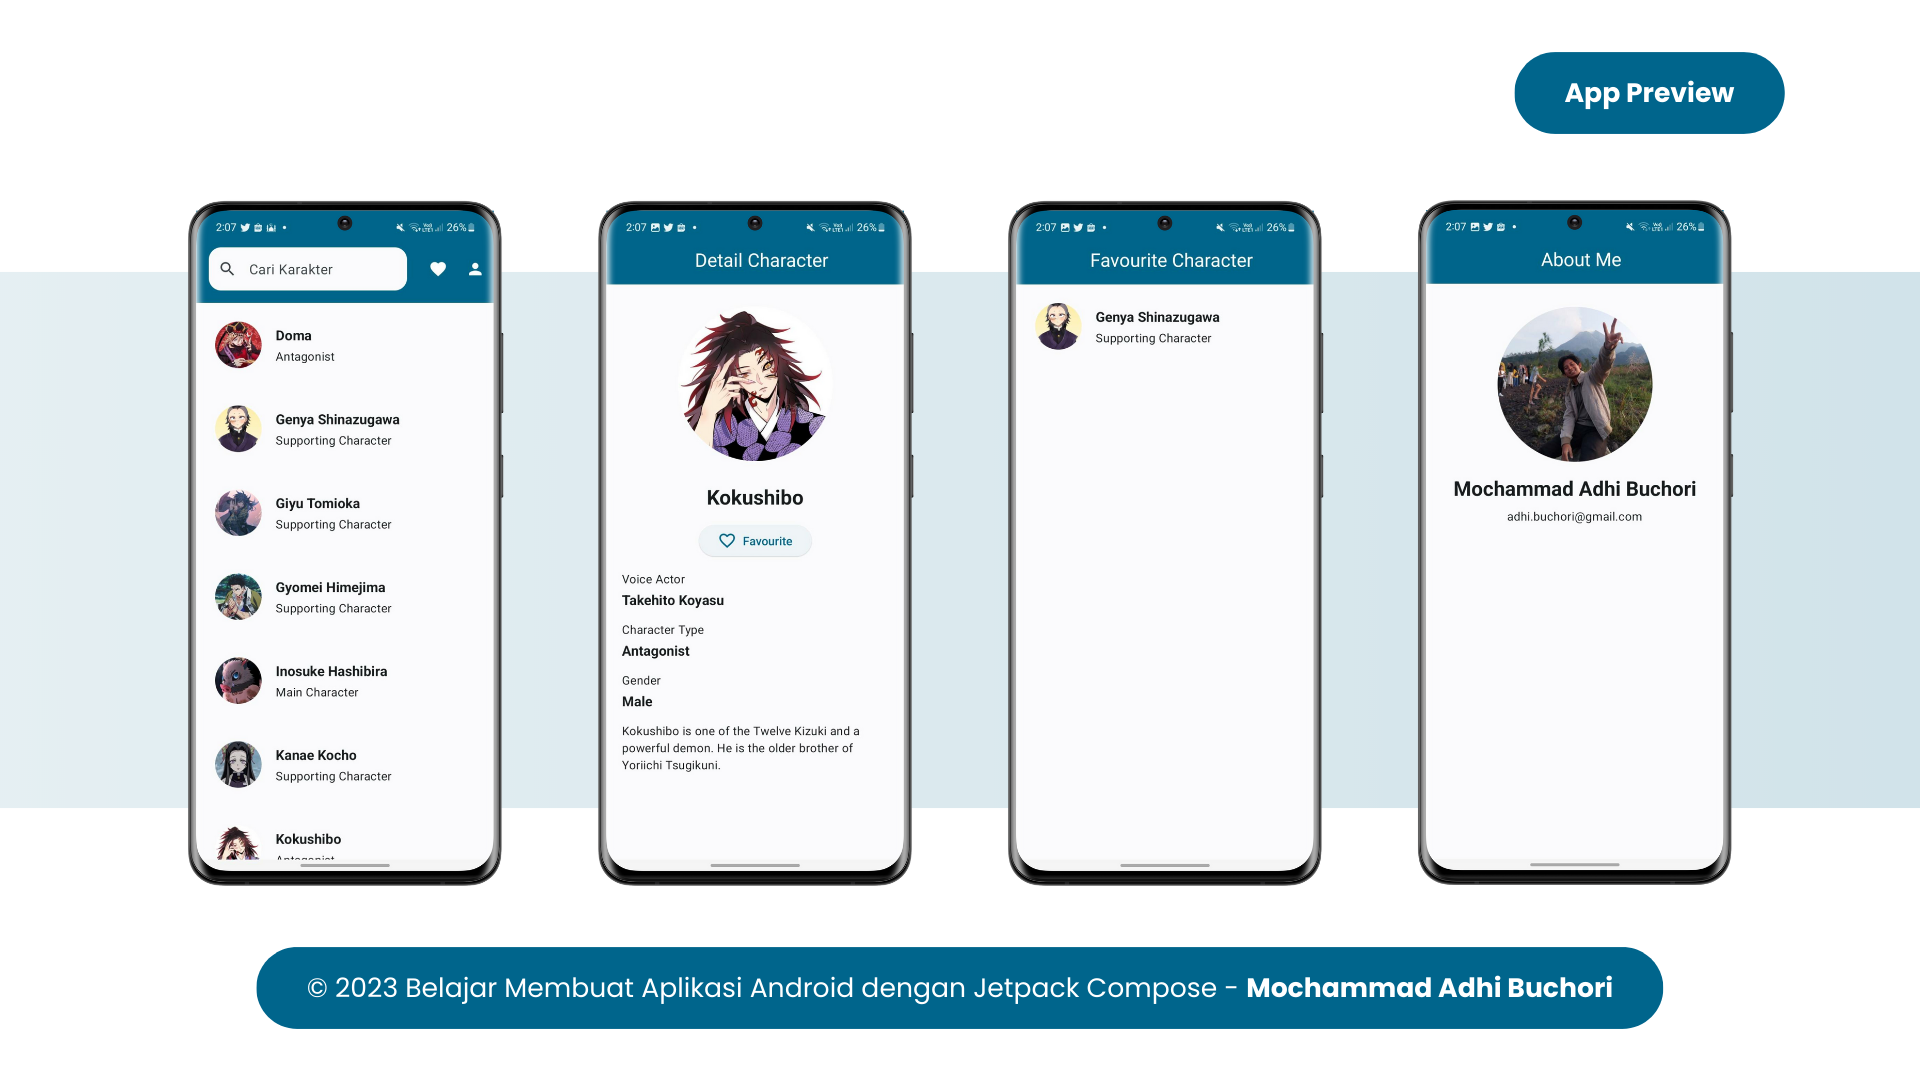 App Preview
2:07
26%
Cari Karakter
Doma
Antagonist
Genya Shinazugawa
Supporting Character
Giyu Tomioka
Supporting Character
Gyomei Himejima
Supporting Character
Inosuke Hashibira
Main Character
Kanae Kocho
Supporting Character
Kokushibo
Antagonist
2:07
26%
Detail Character
Kokushibo
Favourite
Voice Actor
Takehito Koyasu
Character Type
Antagonist
Gender
Male
Kokushibo is one of the Twelve Kizuki and a
powerful demon. He is the older brother of
Yoriichi Tsugikuni.
2:07
26%
Favourite Character
Genya Shinazugawa
Supporting Character
2:07
26%
About Me
Mochammad Adhi Buchori
adhi.buchori@gmail.com
© 2023 Belajar Membuat Aplikasi Android dengan Jetpack Compose - Mochammad Adhi Buchori